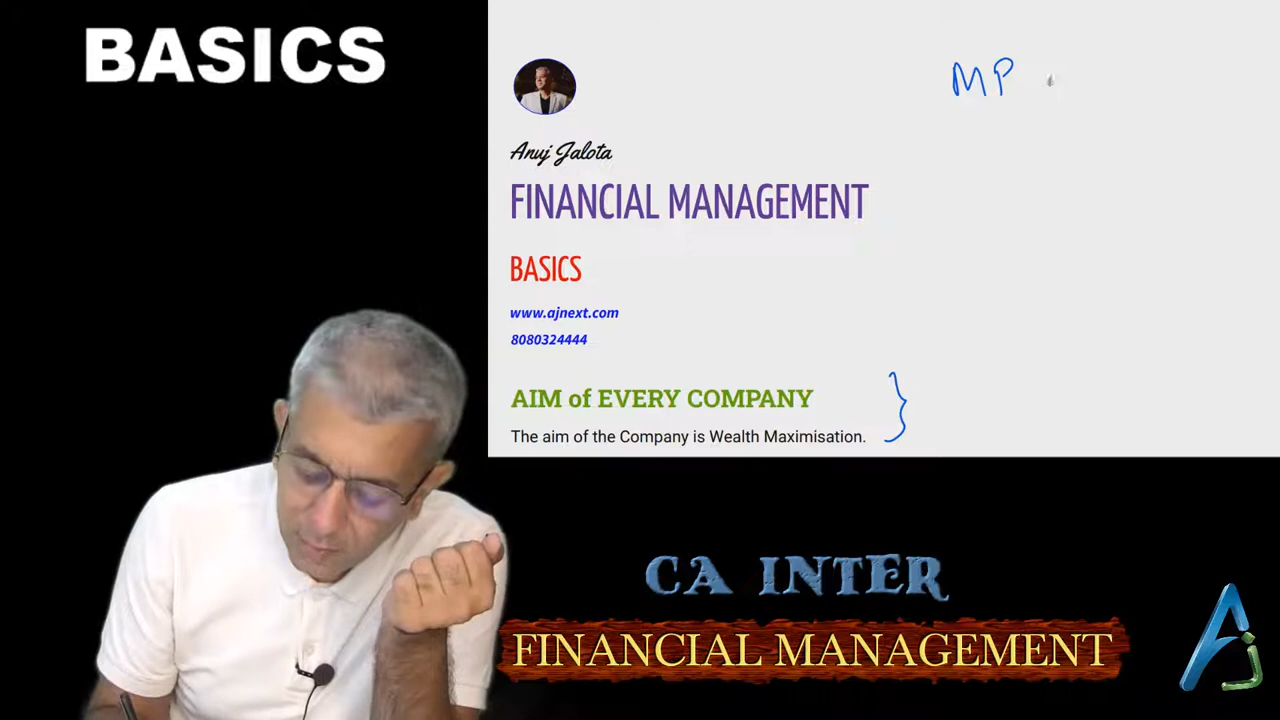 BASICS
MP
Anuj Jalota
FINANCIAL MANAGEMENT
BASICS
www.ajnext.com
8080324444
AIM of EVERY COMPANY
The aim of the Company is Wealth Maximisation.
CA INTER
FINANCIAL MANAGEMENT
AJ